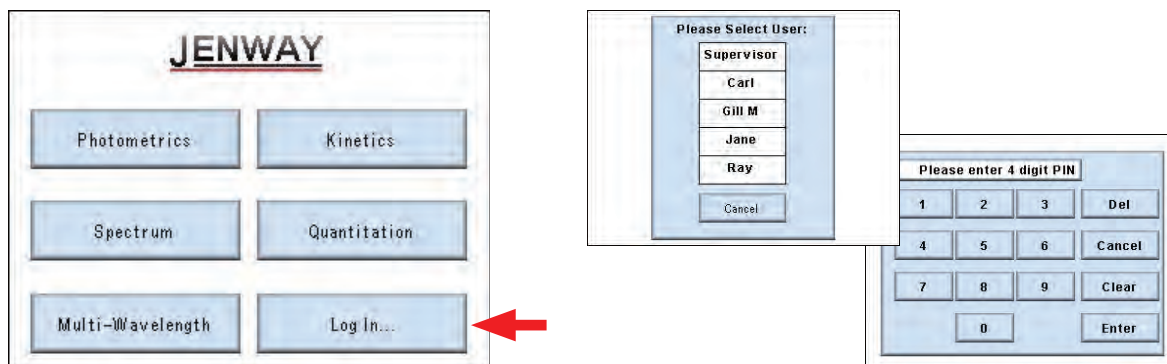 JENWAY
Photometrics Kinetics
Spectrum Quantitation
Multi-Wavelength Log In...
Please Select User:
Supervisor
Carl
Gill M
Jane
Ray
Cancel
Please enter 4 digit PIN
1 2 3 Del
4 5 6 Cancel
7 8 9 Clear
0 Enter